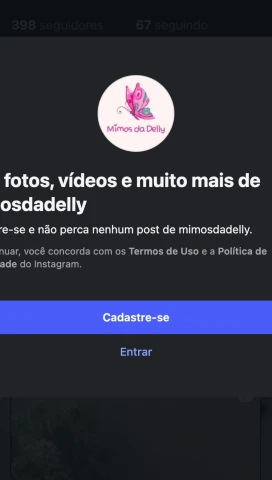 398 seguidores 67 seguindo
Mimos da Delly
fotos, vídeos e muito mais de
osdadelly
re-se e não perca nenhum post de mimosdadelly.
nuar, você concorda com os Termos de Uso e a Política de
ade do Instagram.
Cadastre-se
Entrar